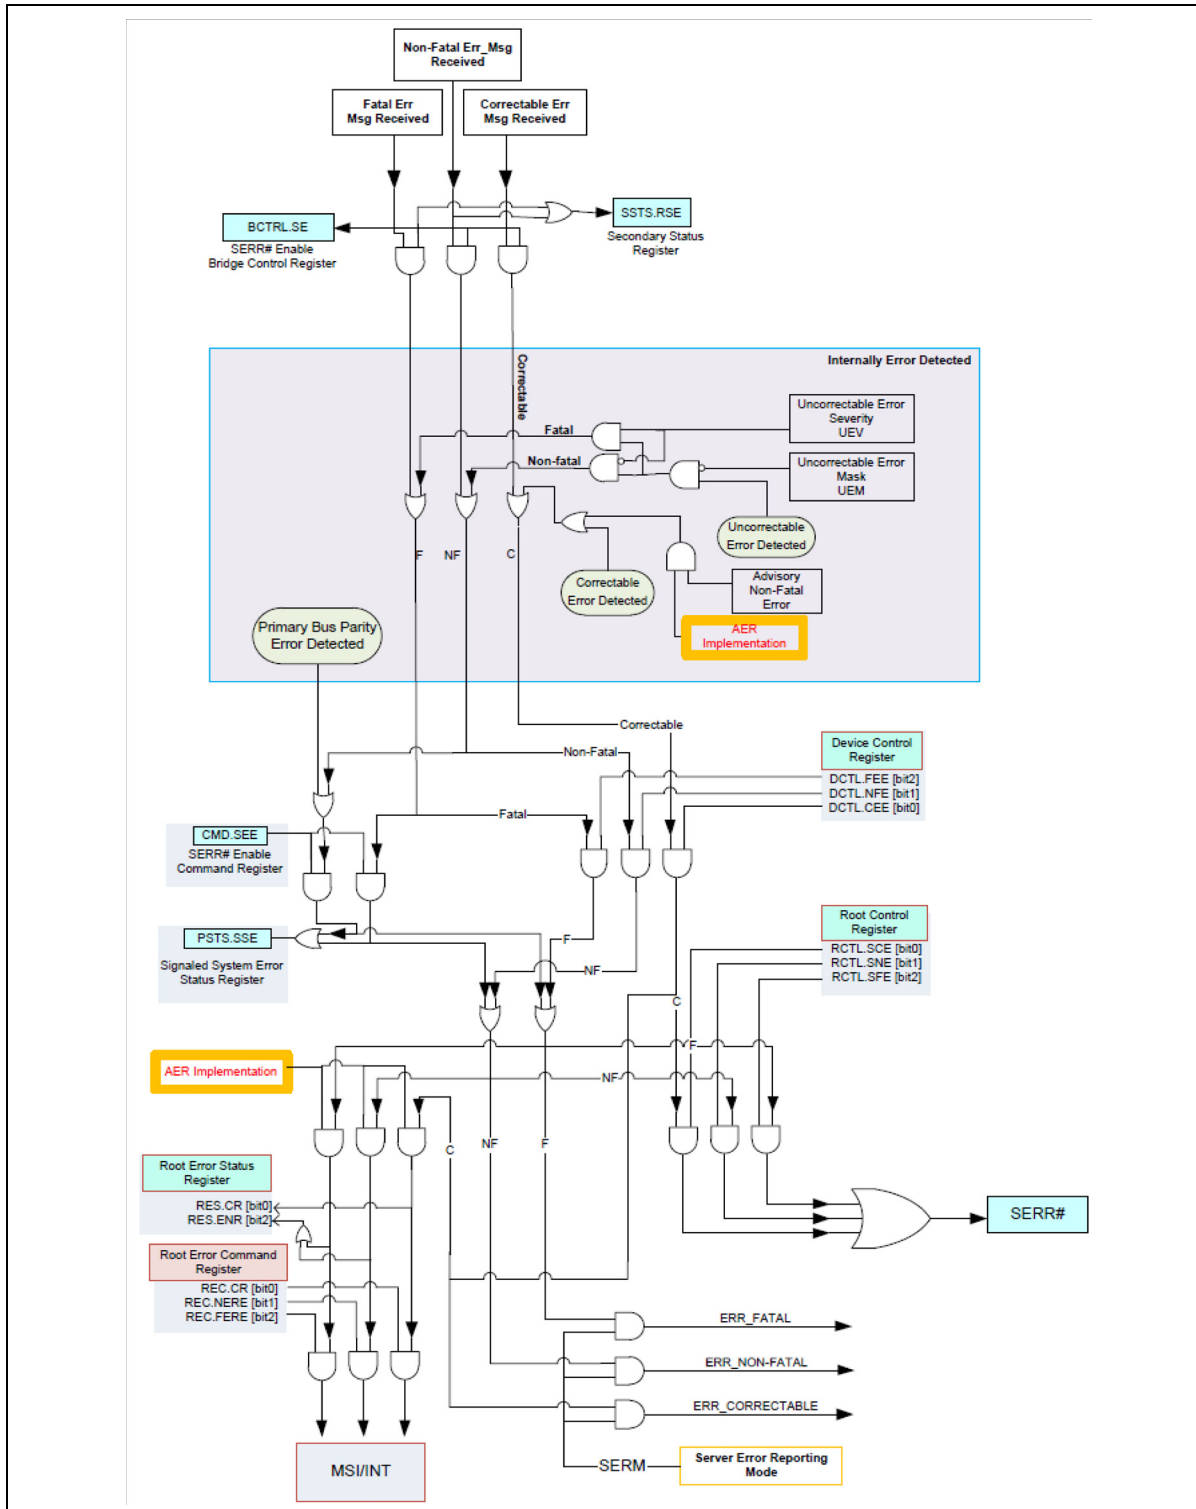 Non-Fatal Err_Msg
Received
Fatal Err
Msg Received
Correctable Err
Msg Received
BCTRL.SE
SERR# Enable
Bridge Control Register
SSTS.RSE
Secondary Status
Register
Internally Error Detected
Correctable
Fatal
Non-fatal
Uncorrectable Error
Severity
UEV
Uncorrectable Error
Mask
UEM
Uncorrectable
Error Detected
F
NF
C
Correctable
Error Detected
Advisory
Non-Fatal
Error
AER
Implementation
Primary Bus Parity
Error Detected
Correctable
Non-Fatal
Fatal
Device Control
Register
DCTL.FEE [bit2]
DCTL.NFE [bit1]
DCTL.CEE [bit0]
CMD.SEE
SERR# Enable
Command Register
PSTS.SSE
Signaled System Error
Status Register
F
NF
C
Root Control
Register
RCTL.SCE [bit0]
RCTL.SNE [bit1]
RCTL.SFE [bit2]
F
NF
AER Implementation
C
NF
F
Root Error Status
Register
RES.CR [bit0]
RES.ENR [bit2]
Root Error Command
Register
REC.CR [bit0]
REC.NERE [bit1]
REC.FERE [bit2]
SERR#
ERR_FATAL
ERR_NON-FATAL
ERR_CORRECTABLE
SERM
Server Error Reporting
Mode
MSI/INT